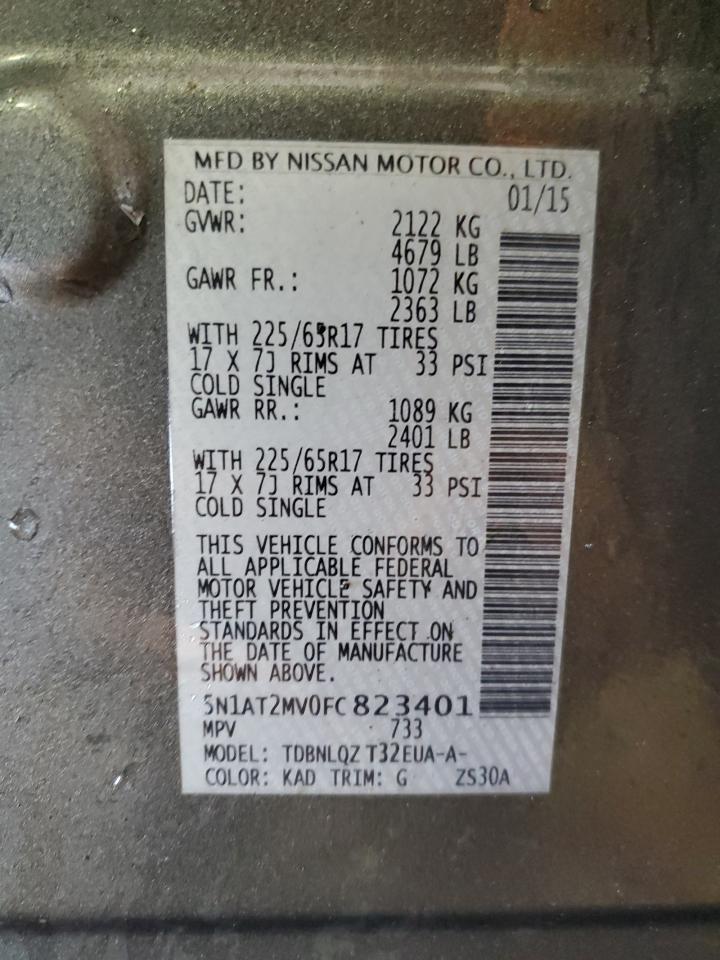 MFD BY NISSAN MOTOR CO., LTD.
DATE: 01/15
GVWR: 2122 KG
4679 LB
GAWR FR.: 1072 KG
2363 LB
WITH 225/65R17 TIRES
17 X 7J RIMS AT 33 PSI
COLD SINGLE
GAWR RR.: 1089 KG
2401 LB
WITH 225/65R17 TIRES
17 X 7J RIMS AT 33 PSI
COLD SINGLE
THIS VEHICLE CONFORMS TO
ALL APPLICABLE FEDERAL
MOTOR VEHICLE SAFETY AND
THEFT PREVENTION
STANDARDS IN EFFECT ON
THE DATE OF MANUFACTURE
SHOWN ABOVE.
5N1AT2MV0FC823401
MPV 733
MODEL: TDBNLQZ T32EUA-A-
COLOR: KAD TRIM: G ZS30A